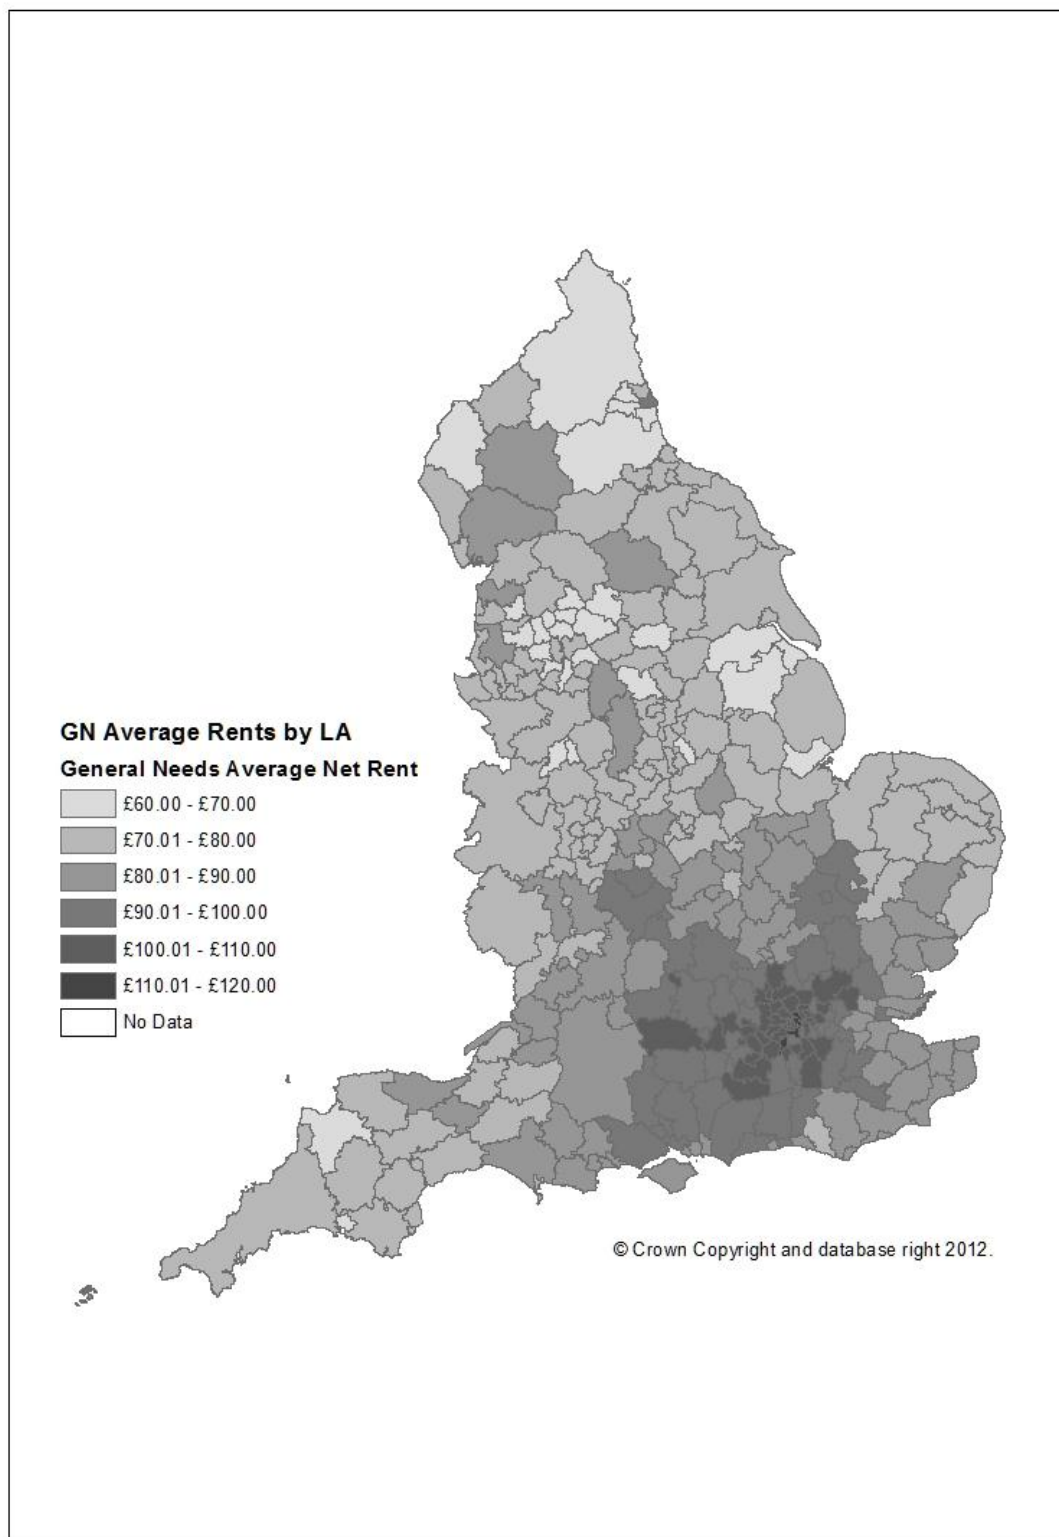 GN Average Rents by LA
General Needs Average Net Rent
£60.00 - £70.00
£70.01 - £80.00
£80.01 - £90.00
£90.01 - £100.00
£100.01 - £110.00
£110.01 - £120.00
No Data
© Crown Copyright and database right 2012.